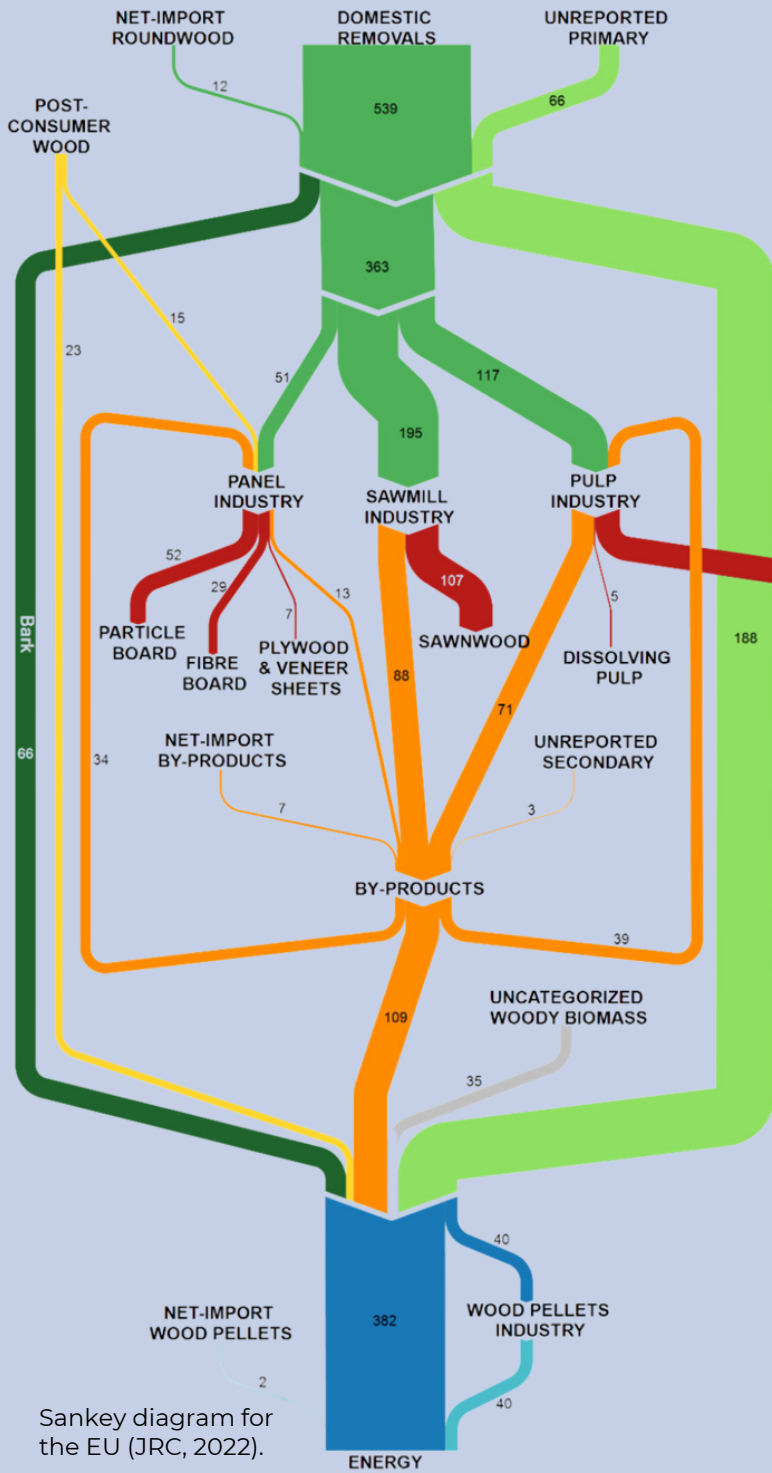 NET-IMPORT
ROUNDWOOD
DOMESTIC
REMOVALS
UNREPORTED
PRIMARY
12
539
66
POST-
CONSUMER
WOOD
363
15
23
51
117
195
PANEL
INDUSTRY
SAWMILL
INDUSTRY
PULP
INDUSTRY
52
29
7
13
107
5
PARTICLE
BOARD
FIBRE
BOARD
PLYWOOD
& VENEER
SHEETS
SAWNWOOD
DISSOLVING
PULP
Bark
188
88
71
66
34
NET-IMPORT
BY-PRODUCTS
UNREPORTED
SECONDARY
7
3
BY-PRODUCTS
39
109
UNCATEGORIZED
WOODY BIOMASS
35
40
NET-IMPORT
WOOD PELLETS
382
WOOD PELLETS
INDUSTRY
2
40
Sankey diagram for
the EU (JRC, 2022).
ENERGY